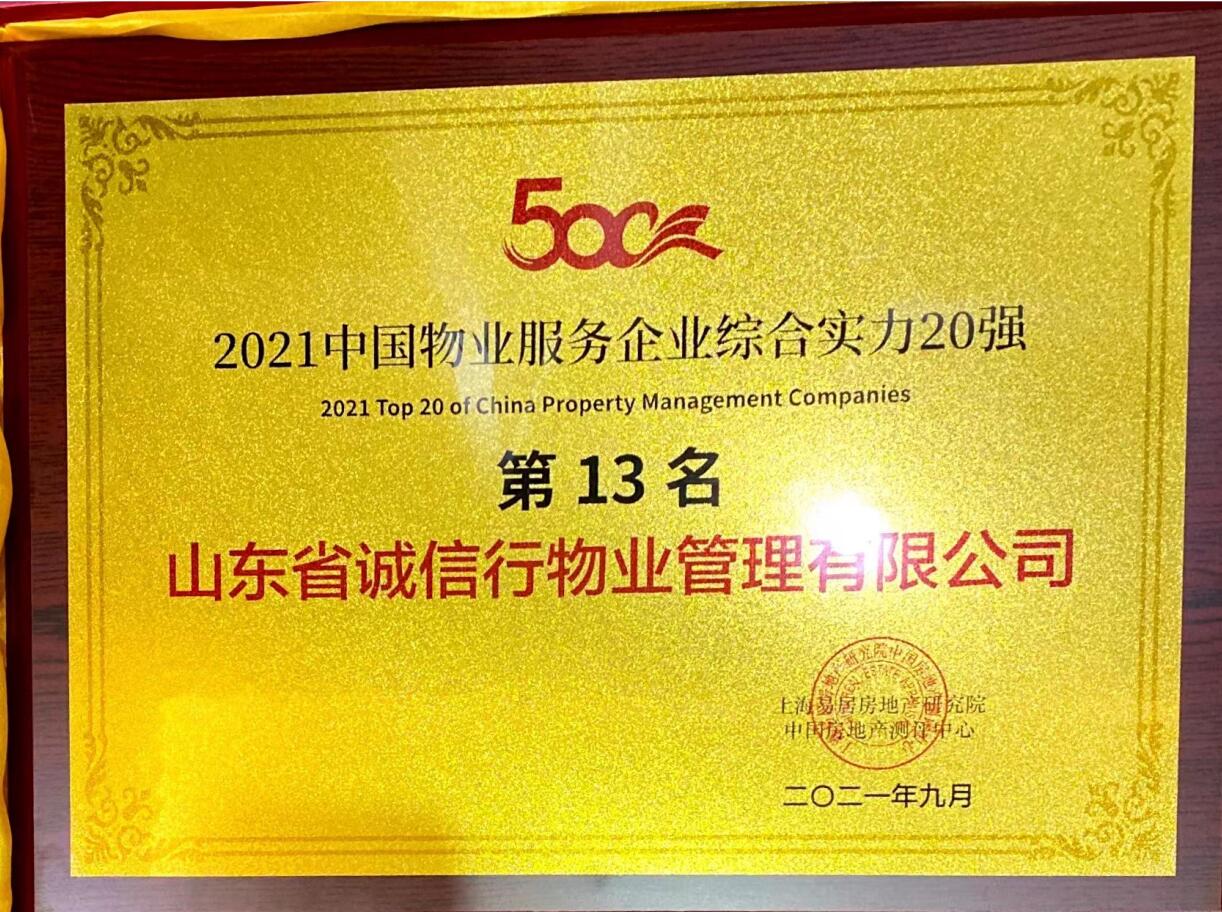 500
2021中国物业服务企业综合实力20强
2021 Top 20 of China Property Management Companies
第 13 名
山东省诚信行物业管理有限公司
上海易居房地产研究院
中国房地产测评中心
二〇二一年九月